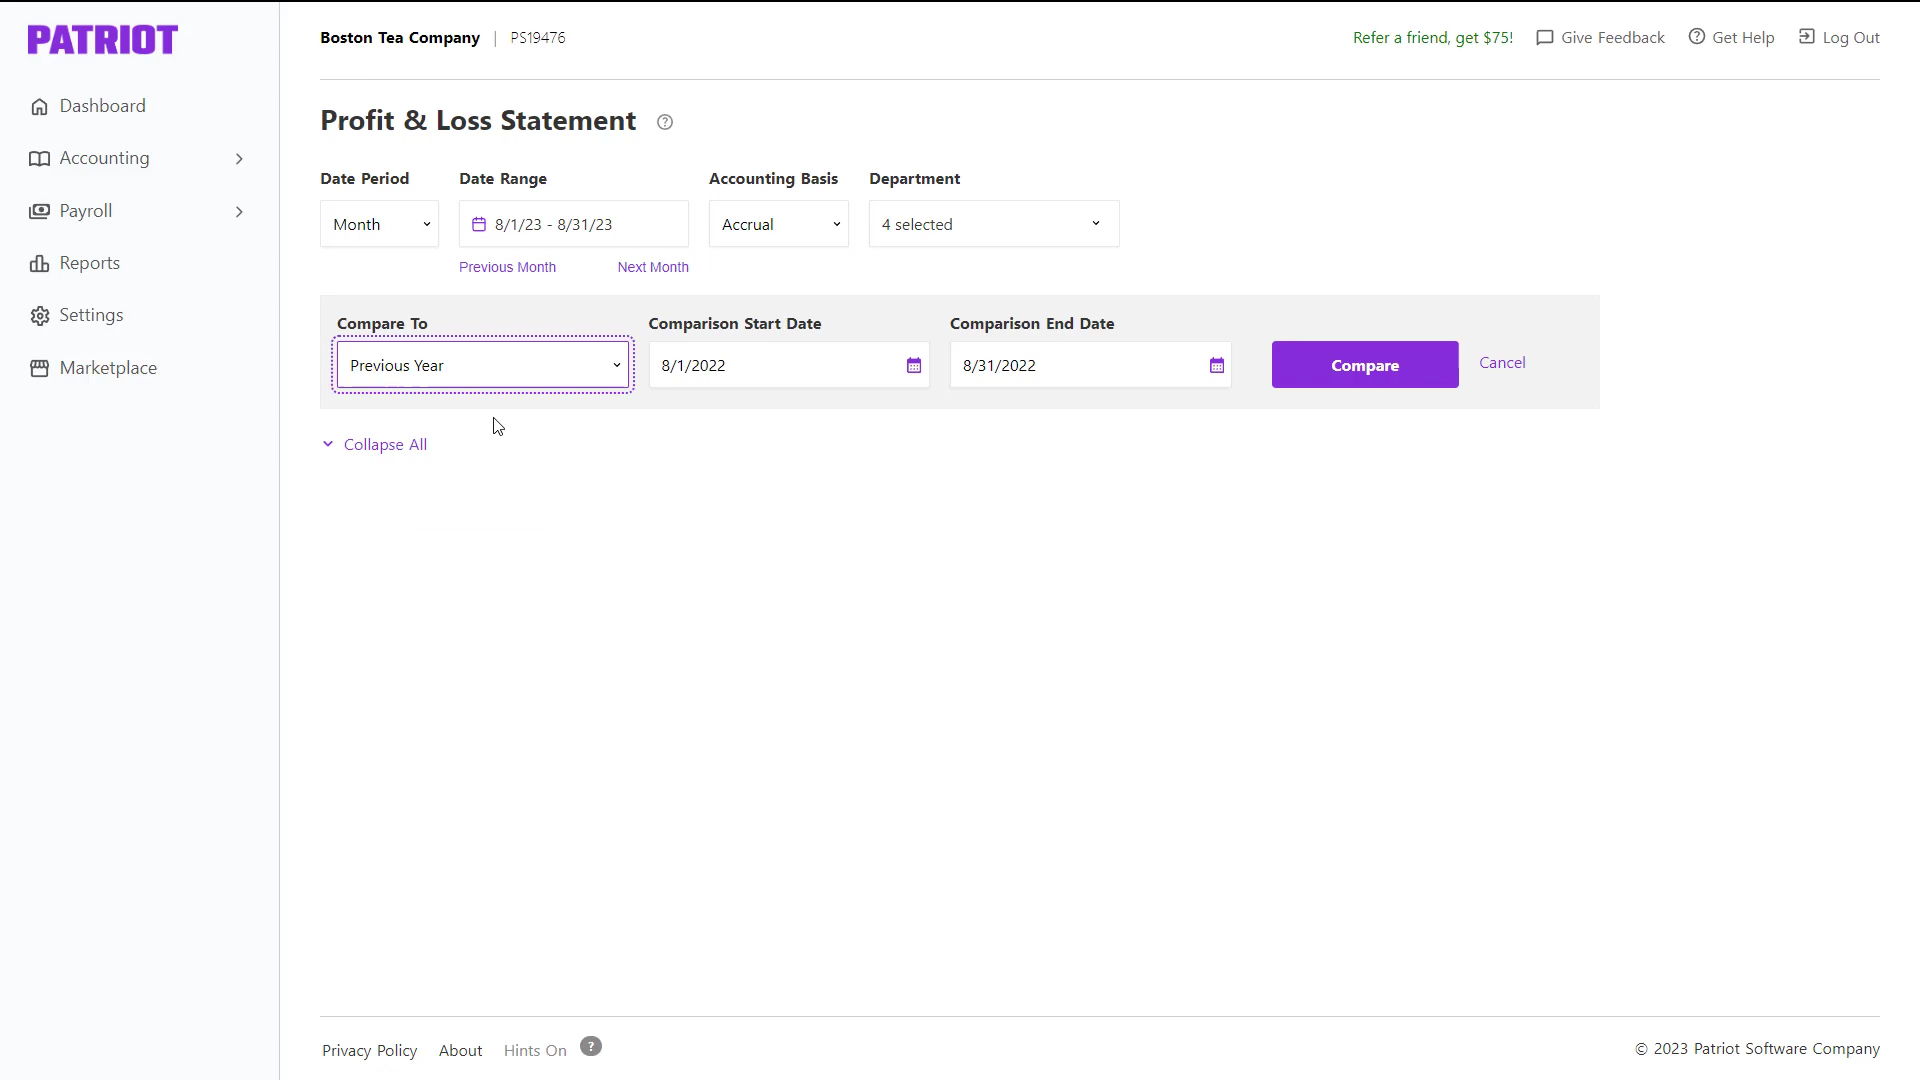 PATRIOT
Boston Tea Company | PS19476
Refer a friend, get $75!
Give Feedback
Get Help
Log Out
Dashboard
Accounting
Payroll
Reports
Settings
Marketplace
Profit & Loss Statement
Date Period
Date Range
Accounting Basis
Department
Month
8/1/23 - 8/31/23
Accrual
4 selected
Previous Month
Next Month
Compare To
Comparison Start Date
Comparison End Date
Previous Year
8/1/2022
8/31/2022
Compare
Cancel
Collapse All
Privacy Policy
About
Hints On
© 2023 Patriot Software Company